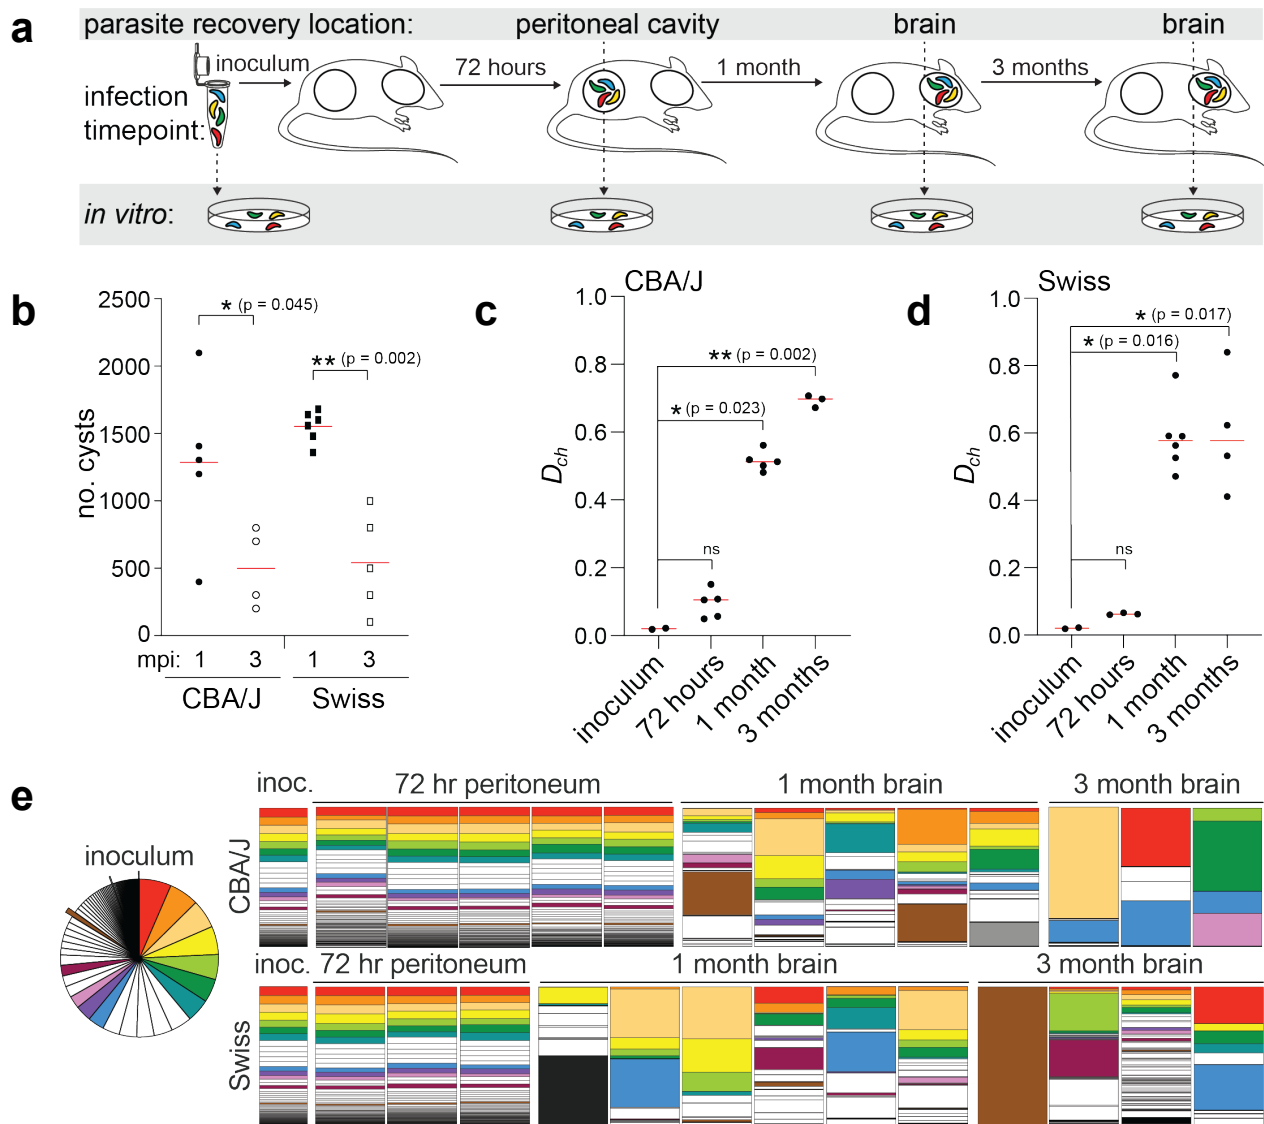 a
parasite recovery location: peritoneal cavity brain brain
inoculum 72 hours 1 month 3 months
infection
timepoint:
in vitro:
b
* (p = 0.045)
** (p = 0.002)
no. cysts
2500
2000
1500
1000
500
0
mpi: 1 3 1 3
CBA/J Swiss
c
CBA/J
** (p = 0.002)
* (p = 0.023)
ns
Dch
1.0
0.8
0.6
0.4
0.2
0.0
inoculum
72 hours
1 month
3 months
d
Swiss
* (p = 0.017)
* (p = 0.016)
ns
Dch
1.0
0.8
0.6
0.4
0.2
0.0
inoculum
72 hours
1 month
3 months
e
inoculum
inoc. 72 hr peritoneum 1 month brain 3 month brain
CBA/J
inoc. 72 hr peritoneum 1 month brain 3 month brain
Swiss